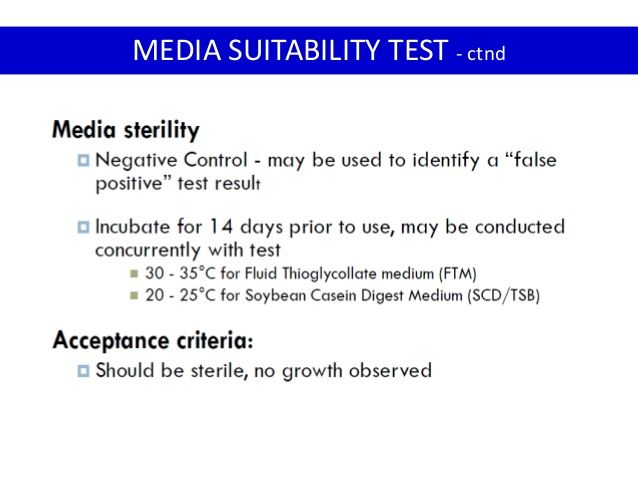 MEDIA SUITABILITY TEST - ctnd
Media sterility
Negative Control - may be used to identify a “false
positive” test result
Incubate for 14 days prior to use, may be conducted
concurrently with test
30 - 35°C for Fluid Thioglycollate medium (FTM)
20 - 25°C for Soybean Casein Digest Medium (SCD/TSB)
Acceptance criteria:
Should be sterile, no growth observed